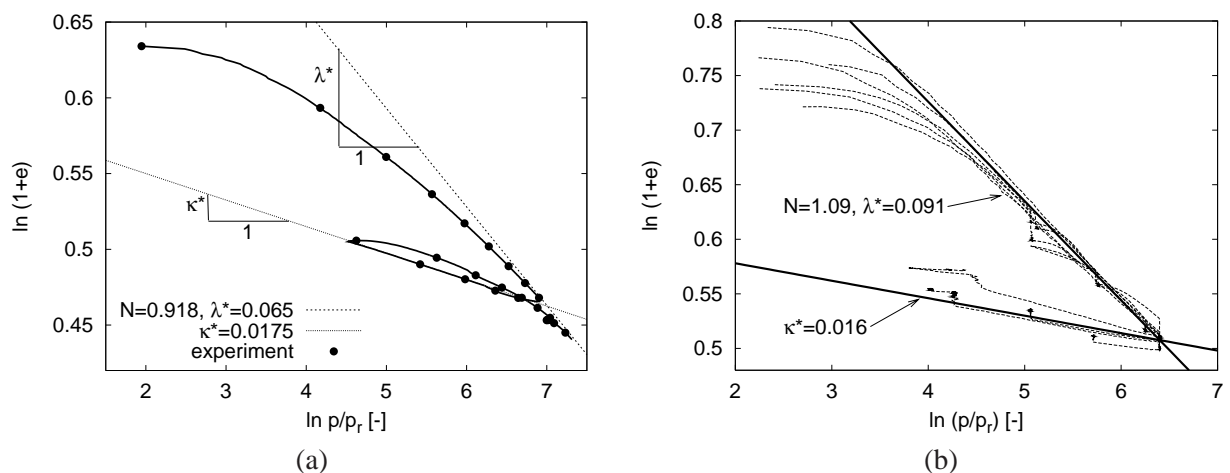 0.65
0.6
0.55
0.5
0.45
ln (1+e)
λ*
1
κ*
1
N=0.918, λ*=0.065
κ*=0.0175
experiment
2 3 4 5 6 7
ln p/pr [-]
(a)
0.8
0.75
0.7
0.65
0.6
0.55
0.5
ln (1+e)
N=1.09, λ*=0.091
κ*=0.016
2 3 4 5 6 7
ln (p/pr) [-]
(b)